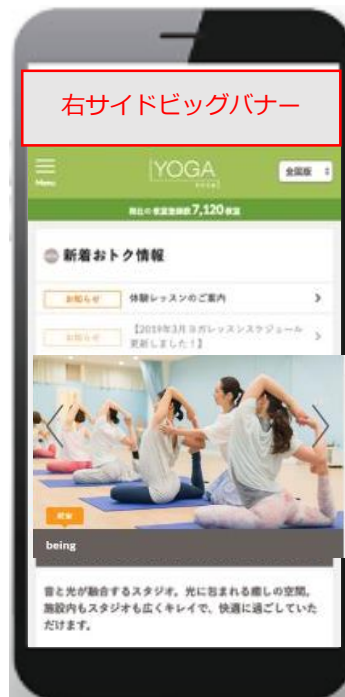 右サイドビッグバナー
Menu
YOGA
全国版
現在の教室登録数7,120教室
新着おトク情報
お知らせ 体験レッスンのご案内
お知らせ 【2019年3月ヨガレッスンスケジュール
更新しました!】
being
音と光が融合するスタジオ。光に包まれる癒しの空間。
施設内もスタジオも広くキレイで、快適に過ごしていた
だけます。